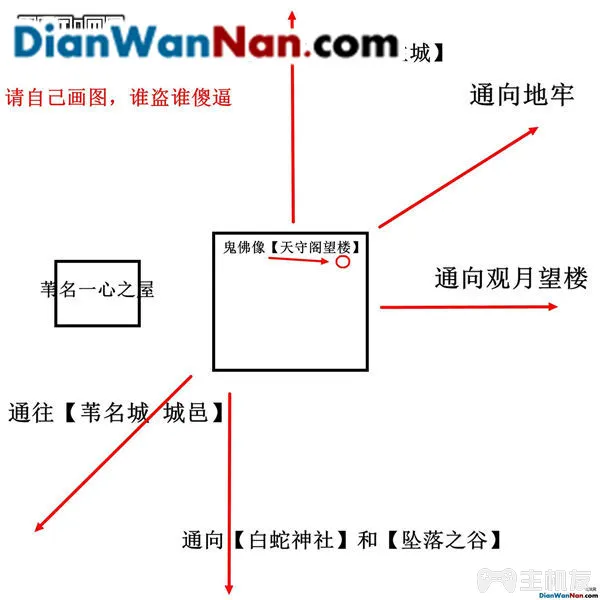 DianWanNan.com
城】
请自己画图，谁盗谁傻逼
通向地牢
鬼佛像【天守阁望楼】
通向观月望楼
苇名一心之屋
通往【苇名城 城邑】
通向【白蛇神社】和【坠落之谷】
主机友
DianWanNan.com